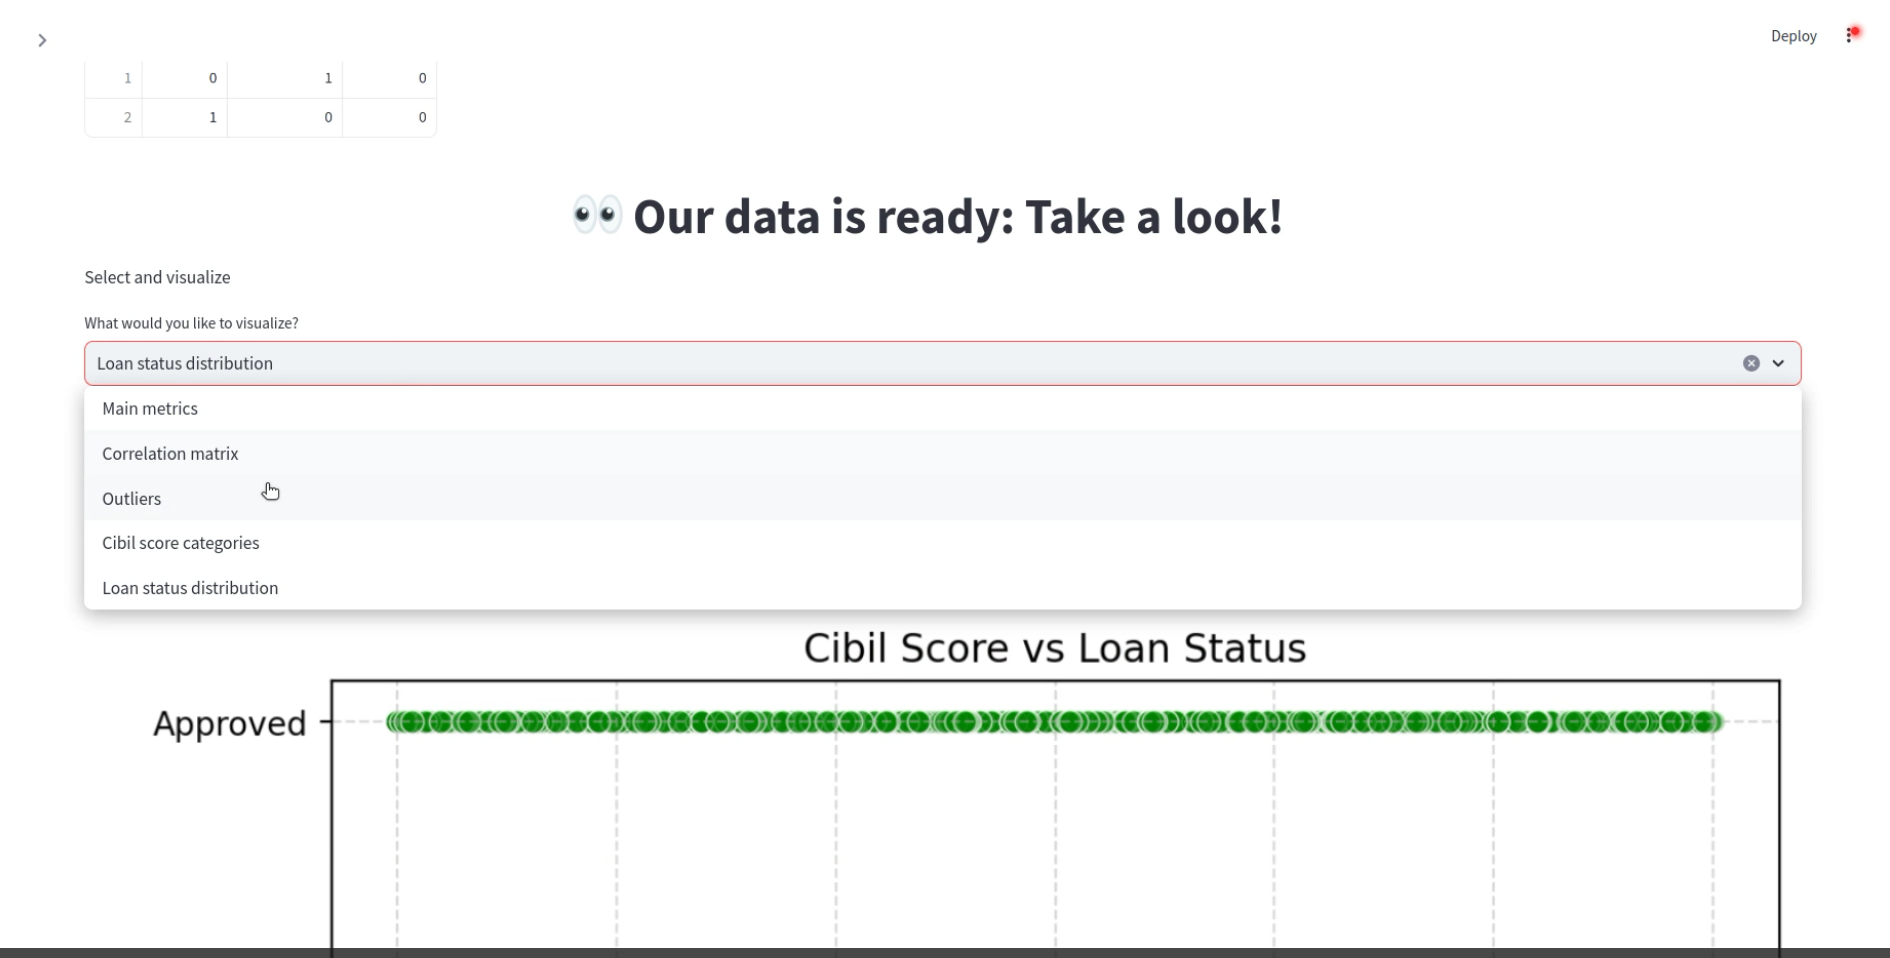 Deploy
1 0 1 0
2 1 0 0
👀 Our data is ready: Take a look!
Select and visualize
What would you like to visualize?
Loan status distribution
Main metrics
Correlation matrix
Outliers
Cibil score categories
Loan status distribution
Cibil Score vs Loan Status
Approved